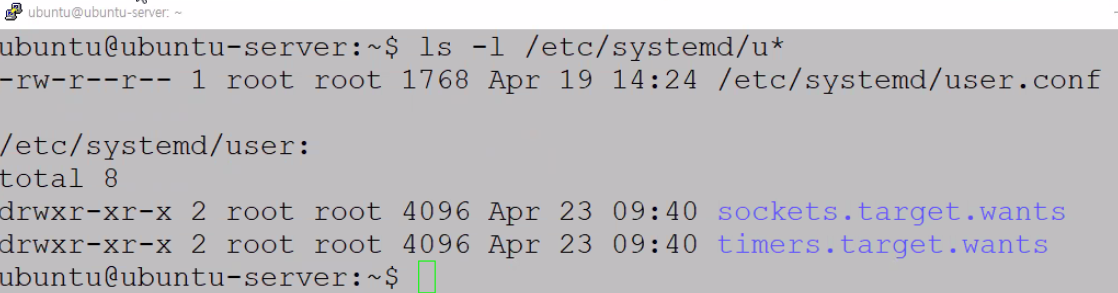 ubuntu@ubuntu-server: ~
ubuntu@ubuntu-server:~$ ls -l /etc/systemd/u*
-rw-r--r-- 1 root root 1768 Apr 19 14:24 /etc/systemd/user.conf
/etc/systemd/user:
total 8
drwxr-xr-x 2 root root 4096 Apr 23 09:40 sockets.target.wants
drwxr-xr-x 2 root root 4096 Apr 23 09:40 timers.target.wants
ubuntu@ubuntu-server:~$